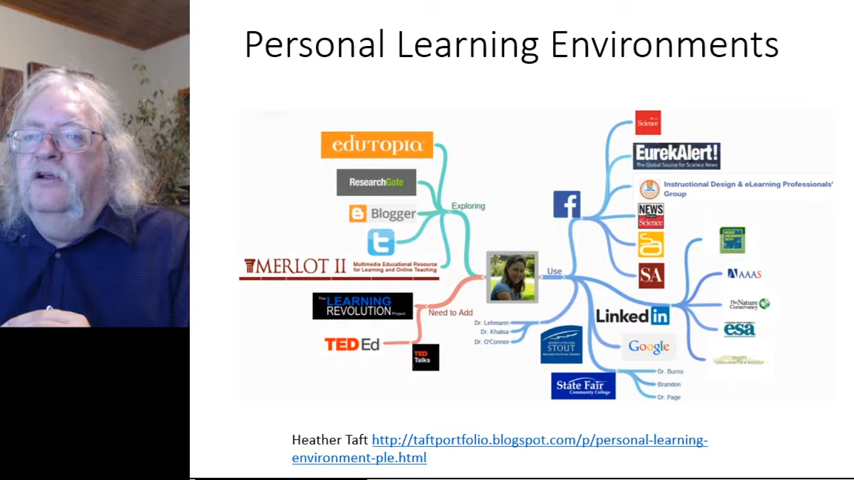 Personal Learning Environments
edutopia
ResearchGate
Blogger
MERLOT II
Multimedia Educational Resource
for Learning and Online Teaching
The
LEARNING
REVOLUTION Project
TED Ed
TED
Talks
Exploring
Need to Add
Use
Dr. Lehmann
Dr. Khalsa
Dr. O'Connor
STOUT
State Fair
Community College
Dr. Burns
Brandon
Dr. Page
Science
EurekAlert!
The Global Source for Science News
Instructional Design & eLearning Professionals'
Group
NEWS
Science
SA
Linked in
Google
AAAS
The Nature
Conservancy
esa
Heather Taft http://taftportfolio.blogspot.com/p/personal-learning-
environment-ple.html